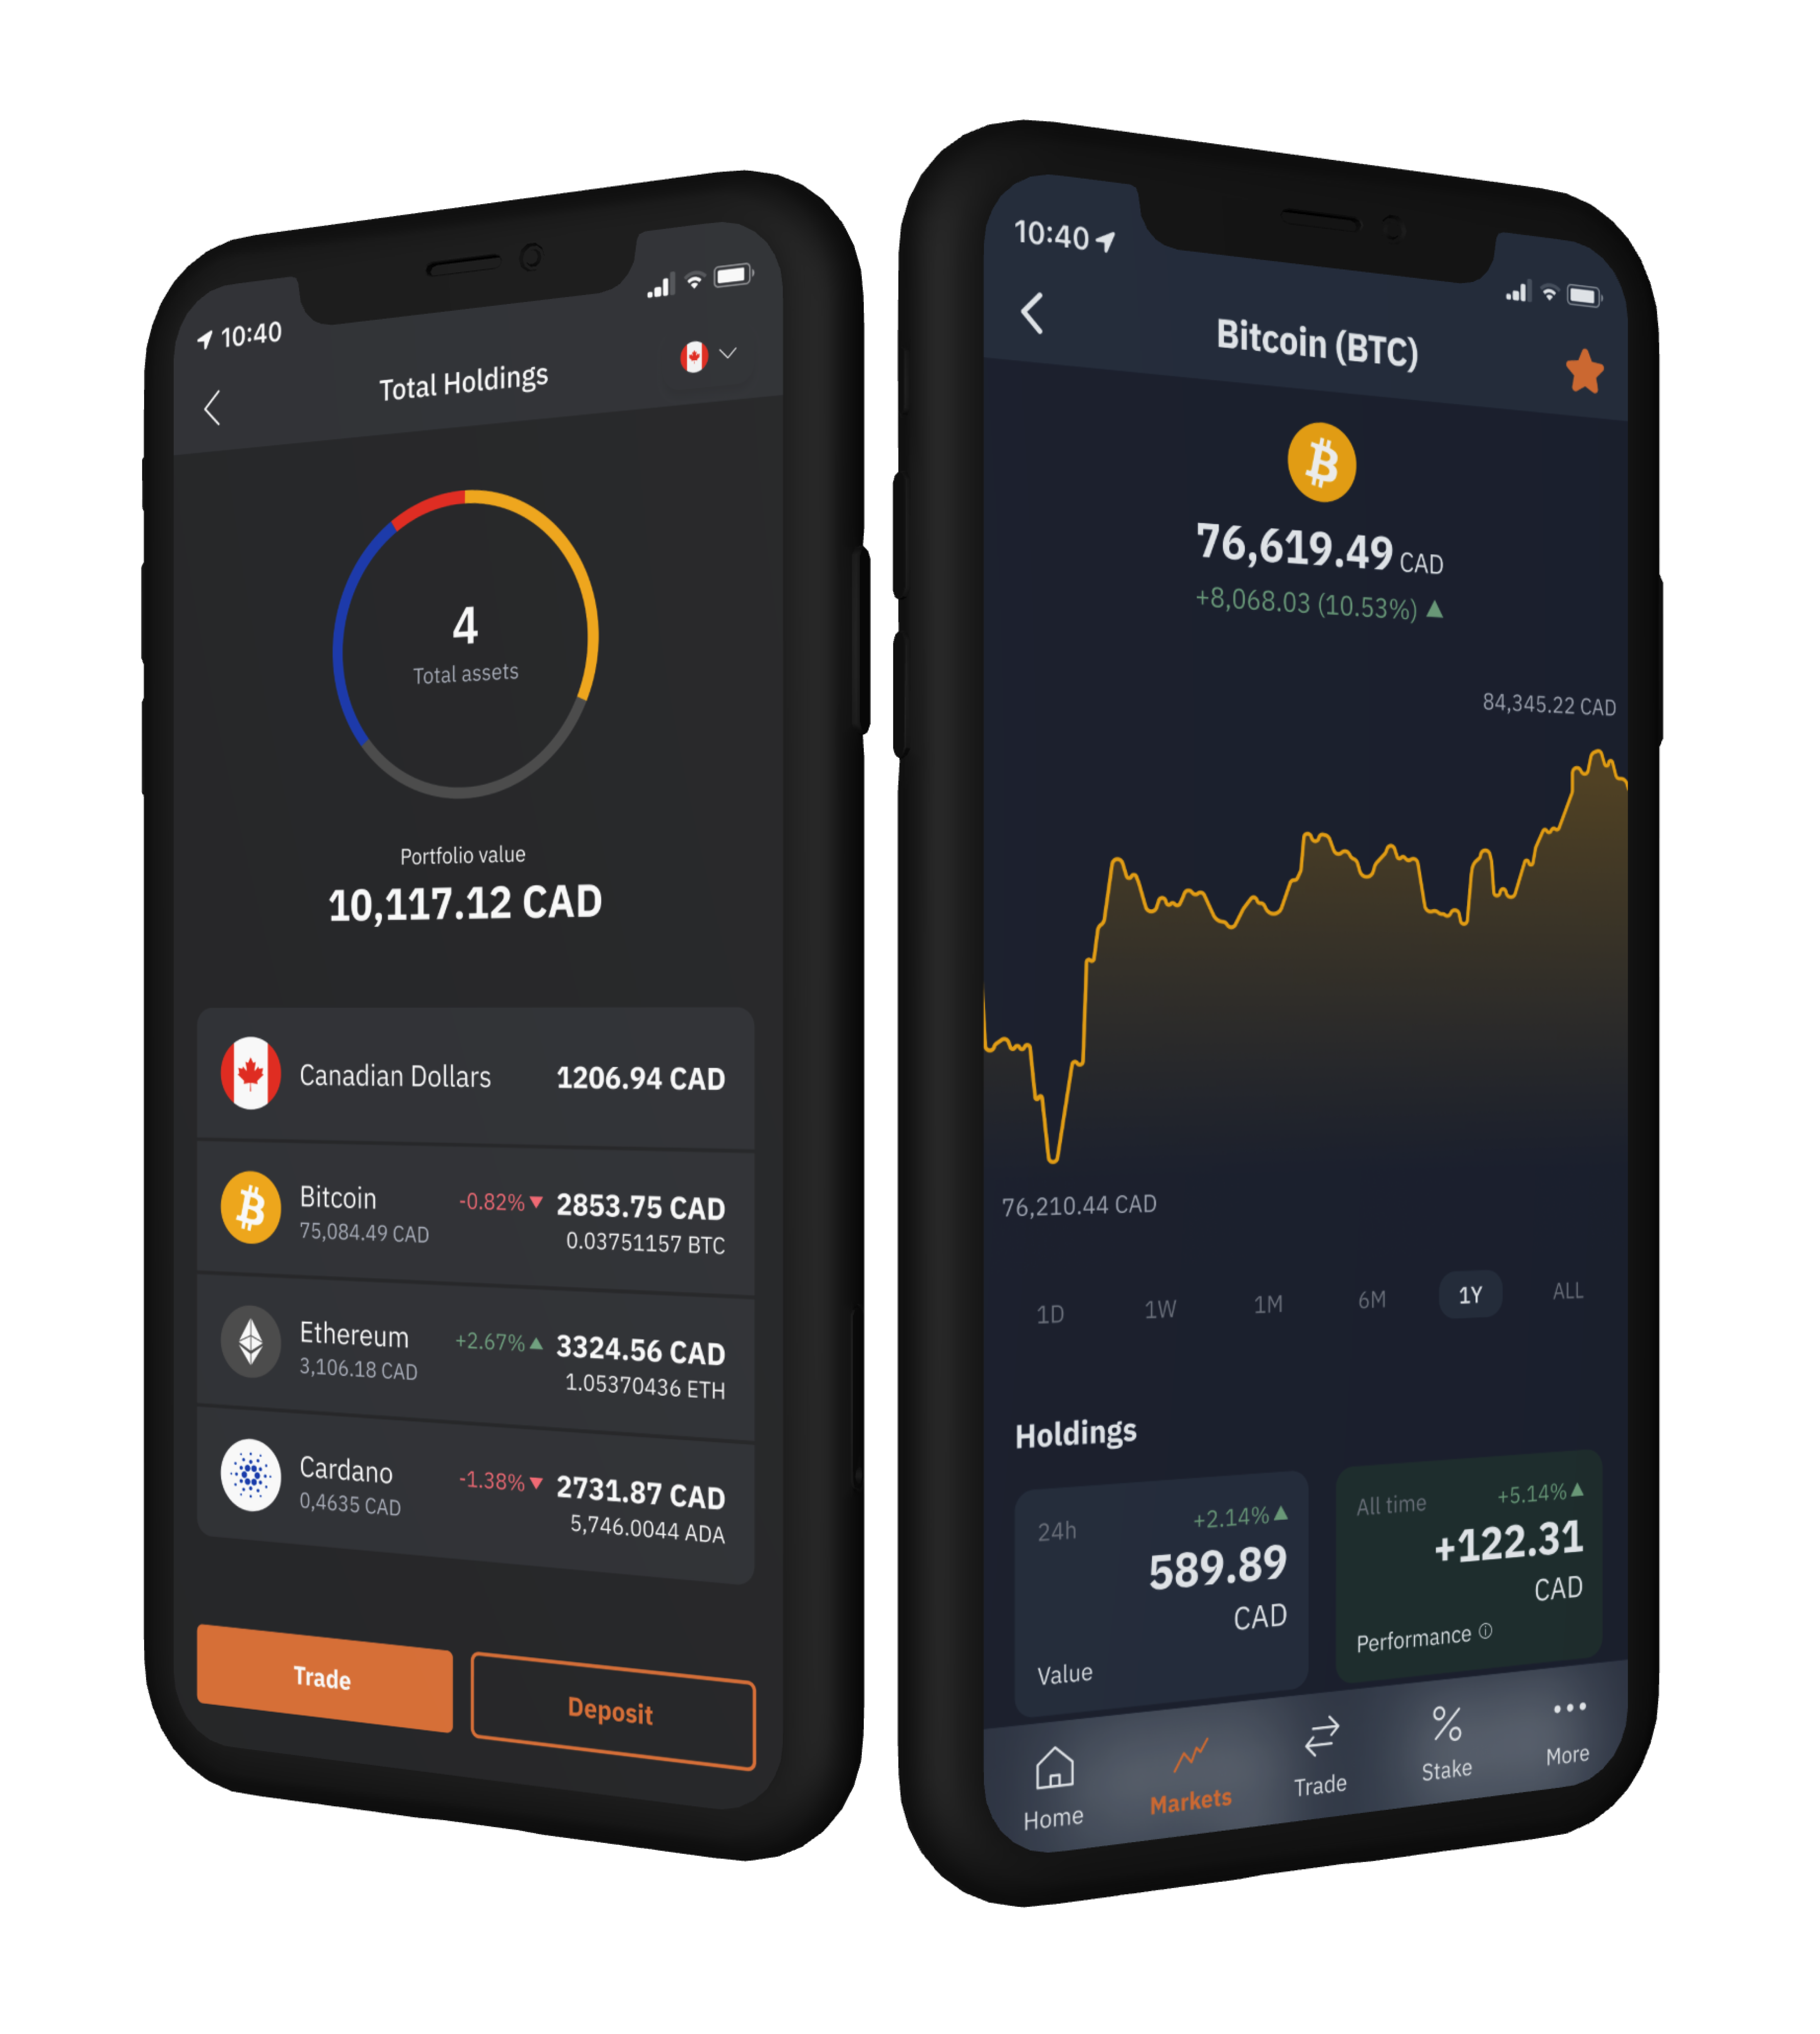 10:40
Total Holdings
4
Total assets
Portfolio value
10,117.12 CAD
Canadian Dollars 1206.94 CAD
Bitcoin -0.82% 2853.75 CAD
75,084.49 CAD 0.03751157 BTC
Ethereum +2.67% 3324.56 CAD
3,106.18 CAD 1.05370436 ETH
Cardano -1.38% 2731.87 CAD
0,4635 CAD 5,746.0044 ADA
Trade Deposit
10:40
Bitcoin (BTC)
76,619.49 CAD
+8,068.03 (10.53%)
84,345.22 CAD
76,210.44 CAD
1D 1W 1M 6M 1Y ALL
Holdings
24h +2.14%
589.89
CAD
Value
All time +5.14%
+122.31
CAD
Performance
Home Markets Trade Stake More